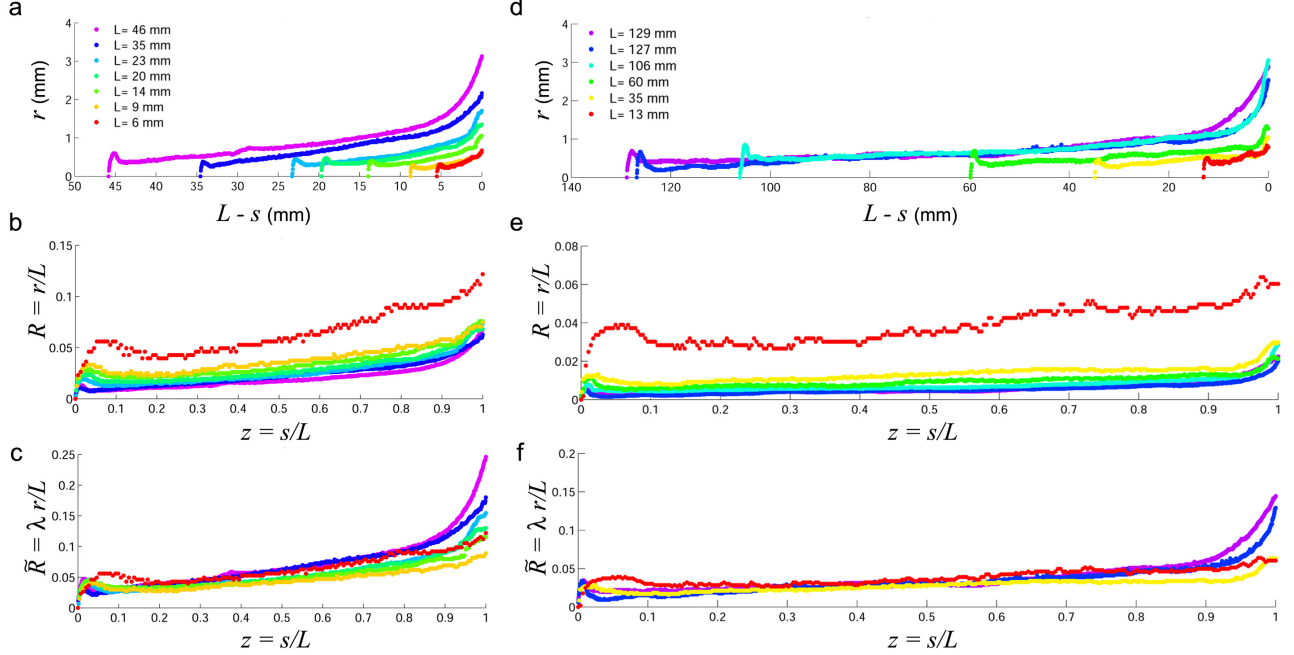 a
4
3
2
1
0
r (mm)
L= 46 mm
L= 35 mm
L= 23 mm
L= 20 mm
L= 14 mm
L= 9 mm
L= 6 mm
50 45 40 35 30 25 20 15 10 5 0
L - s (mm)
b
0.15
0.1
0.05
0
R = r/L
0 0.1 0.2 0.3 0.4 0.5 0.6 0.7 0.8 0.9 1
z = s/L
c
0.25
0.2
0.15
0.1
0.05
0
R̃ = λ r/L
0 0.1 0.2 0.3 0.4 0.5 0.6 0.7 0.8 0.9 1
z = s/L
d
4
3
2
1
0
r (mm)
L= 129 mm
L= 127 mm
L= 106 mm
L= 60 mm
L= 35 mm
L= 13 mm
140 120 100 80 60 40 20 0
L - s (mm)
e
0.08
0.06
0.04
0.02
0
R = r/L
0 0.1 0.2 0.3 0.4 0.5 0.6 0.7 0.8 0.9 1
z = s/L
f
0.2
0.15
0.1
0.05
0
R̃ = λ r/L
0 0.1 0.2 0.3 0.4 0.5 0.6 0.7 0.8 0.9 1
z = s/L